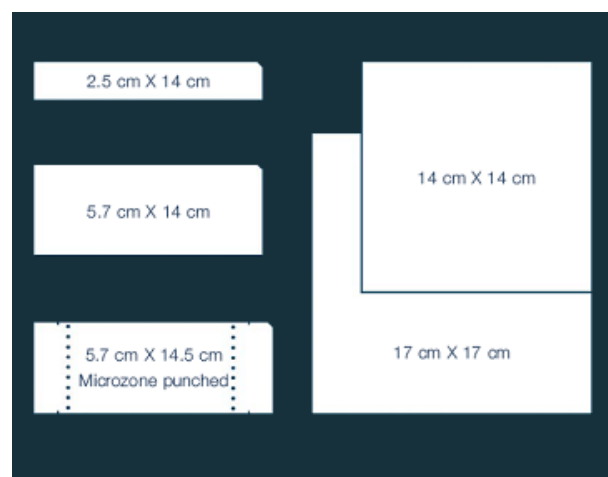 2.5 cm X 14 cm
5.7 cm X 14 cm
5.7 cm X 14.5 cm
Microzone punched
14 cm X 14 cm
17 cm X 17 cm